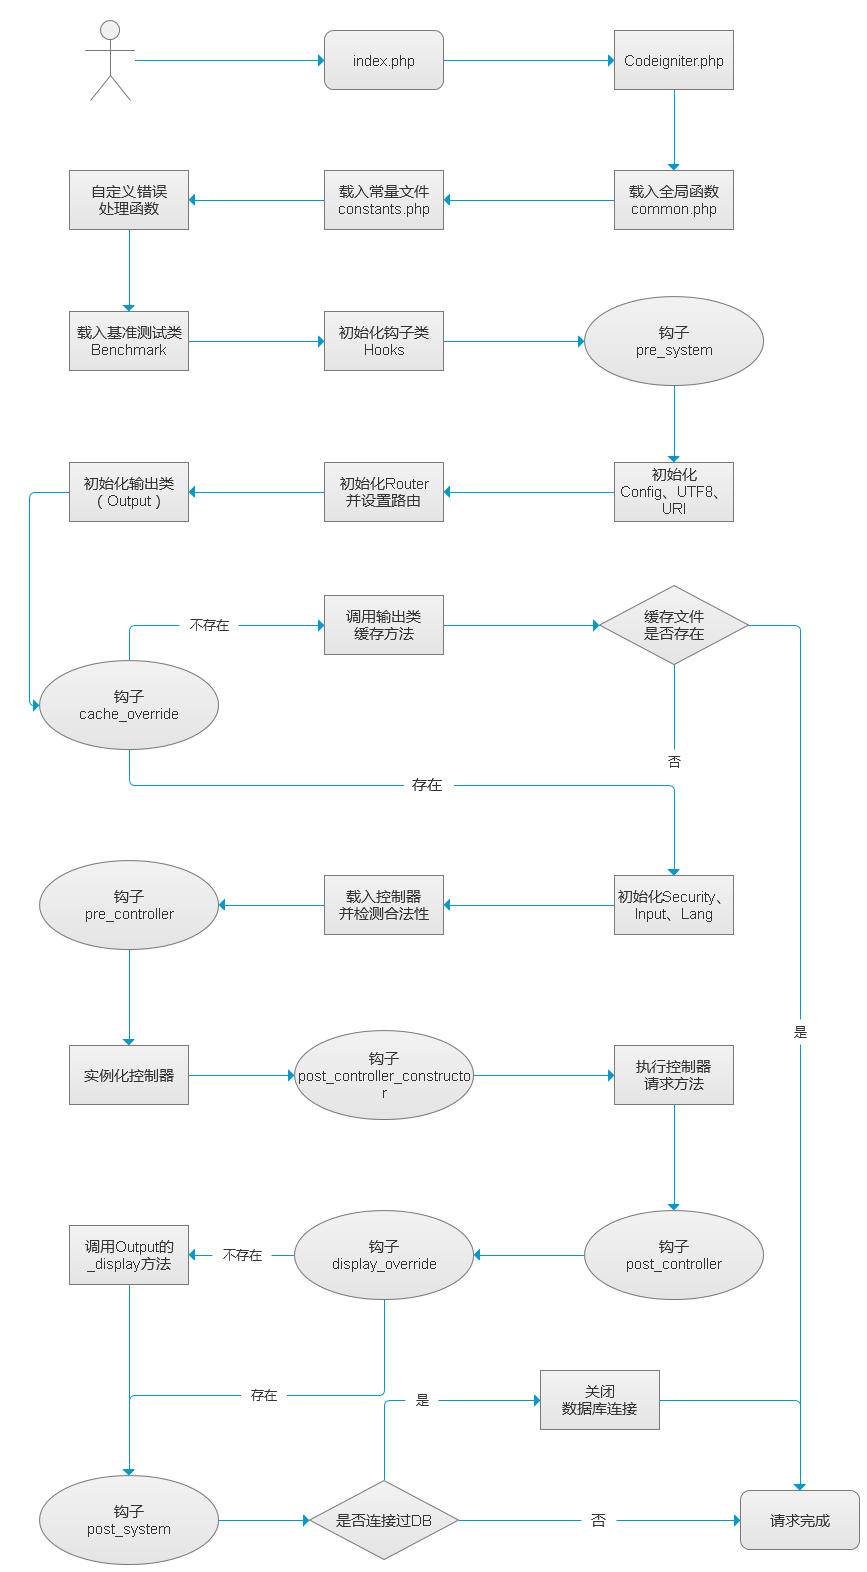 index.php
Codeigniter.php
自定义错误
处理函数
载入常量文件
constants.php
载入全局函数
common.php
载入基准测试类
Benchmark
初始化钩子类
Hooks
钩子
pre_system
初始化输出类
（Output）
初始化Router
并设置路由
初始化
Config、UTF8、
URI
不存在
调用输出类
缓存方法
缓存文件
是否存在
钩子
cache_override
否
存在
钩子
pre_controller
载入控制器
并检测合法性
初始化Security、
Input、Lang
是
实例化控制器
钩子
post_controller_constructo
r
执行控制器
请求方法
调用Output的
_display方法
不存在
钩子
display_override
钩子
post_controller
存在
是
关闭
数据库连接
钩子
post_system
是否连接过DB
否
请求完成